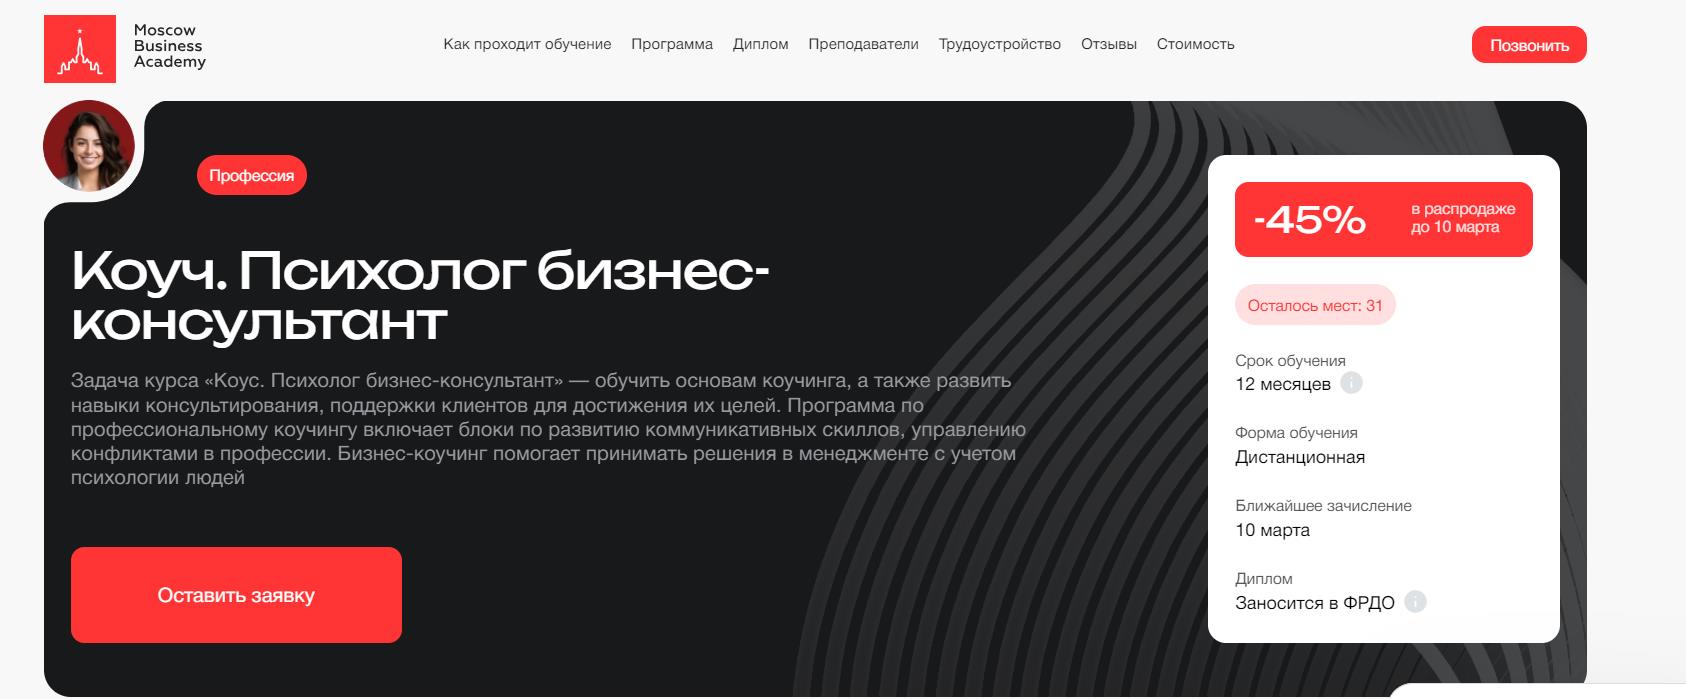 Moscow
Business
Academy
Как проходит обучение Программа Диплом Преподаватели Трудоустройство Отзывы Стоимость
Позвонить
Профессия
Коуч. Психолог бизнес-
консультант
Задача курса «Коус. Психолог бизнес-консультант» — обучить основам коучинга, а также развить
навыки консультирования, поддержки клиентов для достижения их целей. Программа по
профессиональному коучингу включает блоки по развитию коммуникативных скиллов, управлению
конфликтами в профессии. Бизнес-коучинг помогает принимать решения в менеджменте с учетом
психологии людей
Оставить заявку
-45%
в распродаже
до 10 марта
Осталось мест: 31
Срок обучения
12 месяцев
Форма обучения
Дистанционная
Ближайшее зачисление
10 марта
Диплом
Заносится в ФРДО